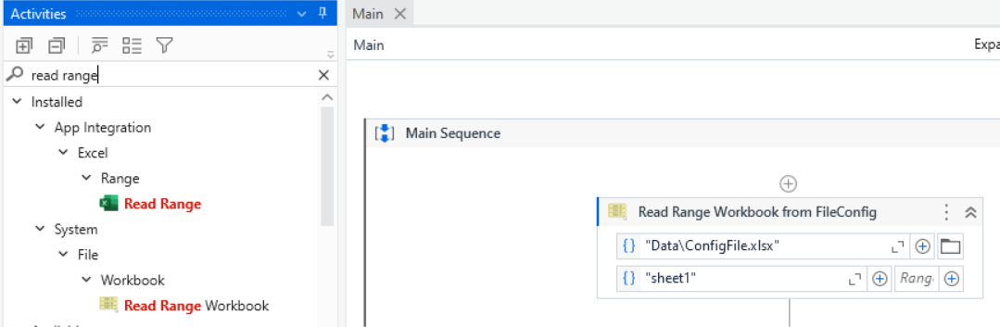 Activities
Main
Main
Expa
read range
Installed
App Integration
Excel
Range
Read Range
System
File
Workbook
Read Range Workbook
Main Sequence
Read Range Workbook from FileConfig
{} "Data\ConfigFile.xlsx"
{} "sheet1" Rang